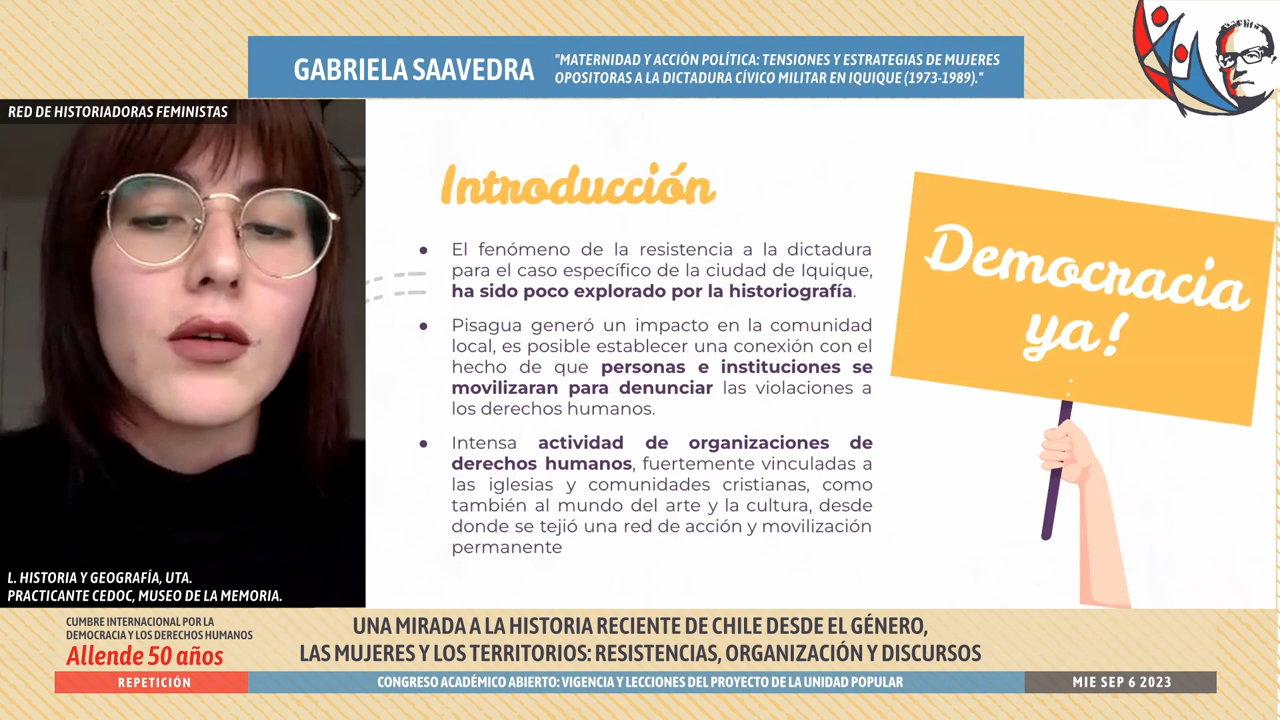 GABRIELA SAAVEDRA
"MATERNIDAD Y ACCIÓN POLÍTICA: TENSIONES Y ESTRATEGIAS DE MUJERES
OPOSITORAS A LA DICTADURA CÍVICO MILITAR EN IQUIQUE (1973-1989)."
RED DE HISTORIADORAS FEMINISTAS
Introducción
• El fenómeno de la resistencia a la dictadura
para el caso específico de la ciudad de Iquique,
ha sido poco explorado por la historiografía.
• Pisagua generó un impacto en la comunidad
local, es posible establecer una conexión con el
hecho de que personas e instituciones se
movilizaran para denunciar las violaciones a
los derechos humanos.
• Intensa actividad de organizaciones de
derechos humanos, fuertemente vinculadas a
las iglesias y comunidades cristianas, como
también al mundo del arte y la cultura, desde
donde se tejió una red de acción y movilización
permanente
Democracia
ya!
L. HISTORIA Y GEOGRAFÍA, UTA.
PRACTICANTE CEDOC, MUSEO DE LA MEMORIA.
CUMBRE INTERNACIONAL POR LA
DEMOCRACIA Y LOS DERECHOS HUMANOS
Allende 50 años
UNA MIRADA A LA HISTORIA RECIENTE DE CHILE DESDE EL GÉNERO,
LAS MUJERES Y LOS TERRITORIOS: RESISTENCIAS, ORGANIZACIÓN Y DISCURSOS
REPETICIÓN
CONGRESO ACADÉMICO ABIERTO: VIGENCIA Y LECCIONES DEL PROYECTO DE LA UNIDAD POPULAR
MIE SEP 6 2023